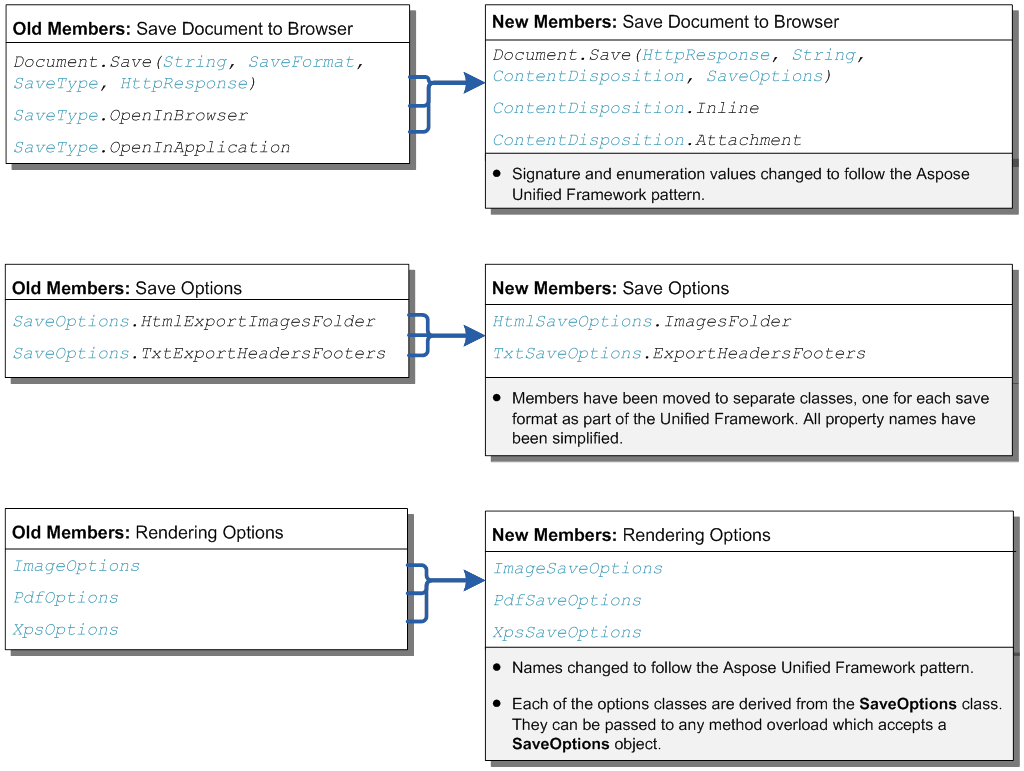 Old Members: Save Document to Browser
Document.Save(String, SaveFormat,
SaveType, HttpResponse)
SaveType.OpenInBrowser
SaveType.OpenInApplication
New Members: Save Document to Browser
Document.Save(HttpResponse, String,
ContentDisposition, SaveOptions)
ContentDisposition.Inline
ContentDisposition.Attachment
• Signature and enumeration values changed to follow the Aspose
Unified Framework pattern.
Old Members: Save Options
SaveOptions.HtmlExportImagesFolder
SaveOptions.TxtExportHeadersFooters
New Members: Save Options
HtmlSaveOptions.ImagesFolder
TxtSaveOptions.ExportHeadersFooters
• Members have been moved to separate classes, one for each save
format as part of the Unified Framework. All property names have
been simplified.
Old Members: Rendering Options
ImageOptions
PdfOptions
XpsOptions
New Members: Rendering Options
ImageSaveOptions
PdfSaveOptions
XpsSaveOptions
• Names changed to follow the Aspose Unified Framework pattern.
• Each of the options classes are derived from the SaveOptions class.
They can be passed to any method overload which accepts a
SaveOptions object.